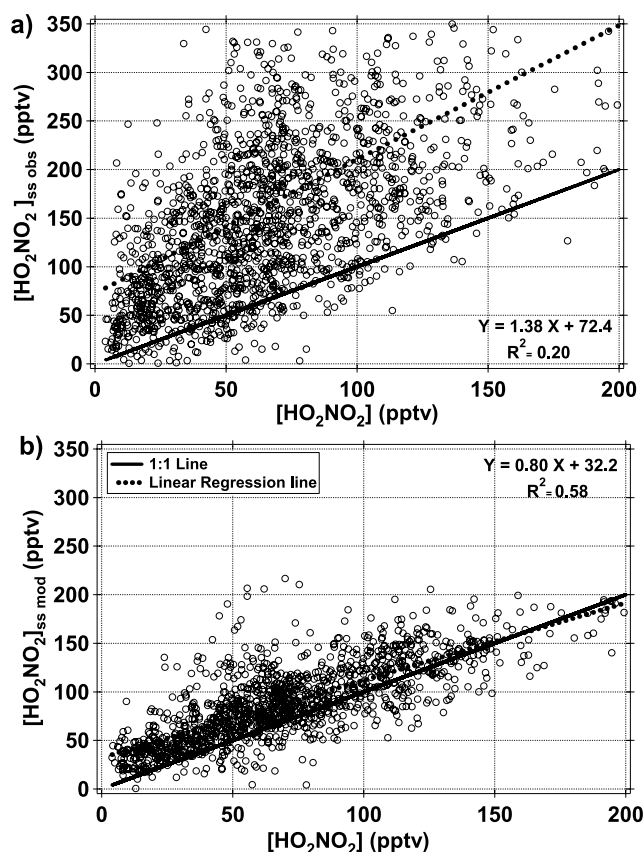 a)
350
300
250
200
150
100
50
0
[HO2NO2 ]ss obs (pptv)
Y = 1.38 X + 72.4
R2 = 0.20
0 50 100 150 200
[HO2NO2] (pptv)
b)
350
300
250
200
150
100
50
0
[HO2NO2]ss mod (pptv)
1:1 Line
Linear Regression line
Y = 0.80 X + 32.2
R2 = 0.58
0 50 100 150 200
[HO2NO2] (pptv)